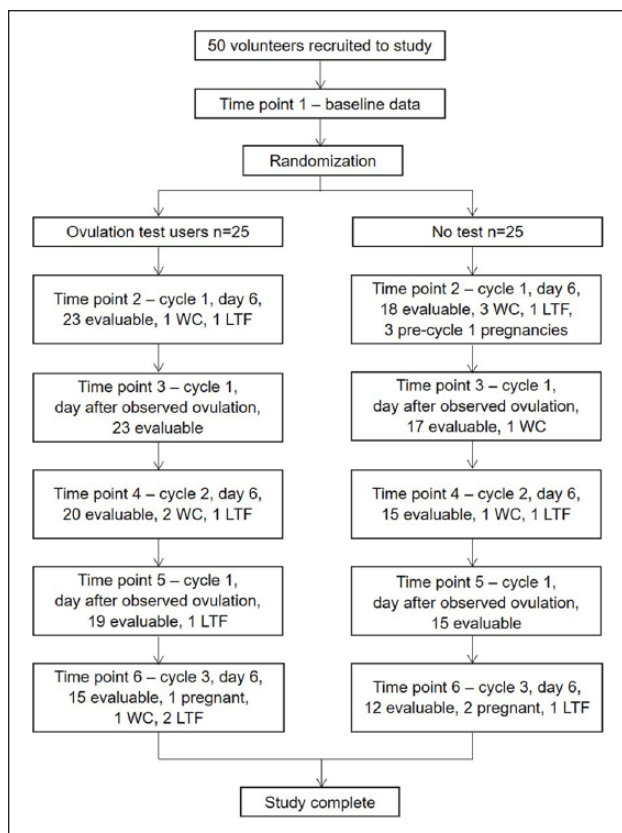 50 volunteers recruited to study
Time point 1 – baseline data
Randomization
Ovulation test users n=25
No test n=25
Time point 2 – cycle 1, day 6,
23 evaluable, 1 WC, 1 LTF
Time point 2 – cycle 1, day 6,
18 evaluable, 3 WC, 1 LTF,
3 pre-cycle 1 pregnancies
Time point 3 – cycle 1,
day after observed ovulation,
23 evaluable
Time point 3 – cycle 1,
day after observed ovulation,
17 evaluable, 1 WC
Time point 4 – cycle 2, day 6,
20 evaluable, 2 WC, 1 LTF
Time point 4 – cycle 2, day 6,
15 evaluable, 1 WC, 1 LTF
Time point 5 – cycle 1,
day after observed ovulation,
19 evaluable, 1 LTF
Time point 5 – cycle 1,
day after observed ovulation,
15 evaluable
Time point 6 – cycle 3, day 6,
15 evaluable, 1 pregnant,
1 WC, 2 LTF
Time point 6 – cycle 3, day 6,
12 evaluable, 2 pregnant, 1 LTF
Study complete